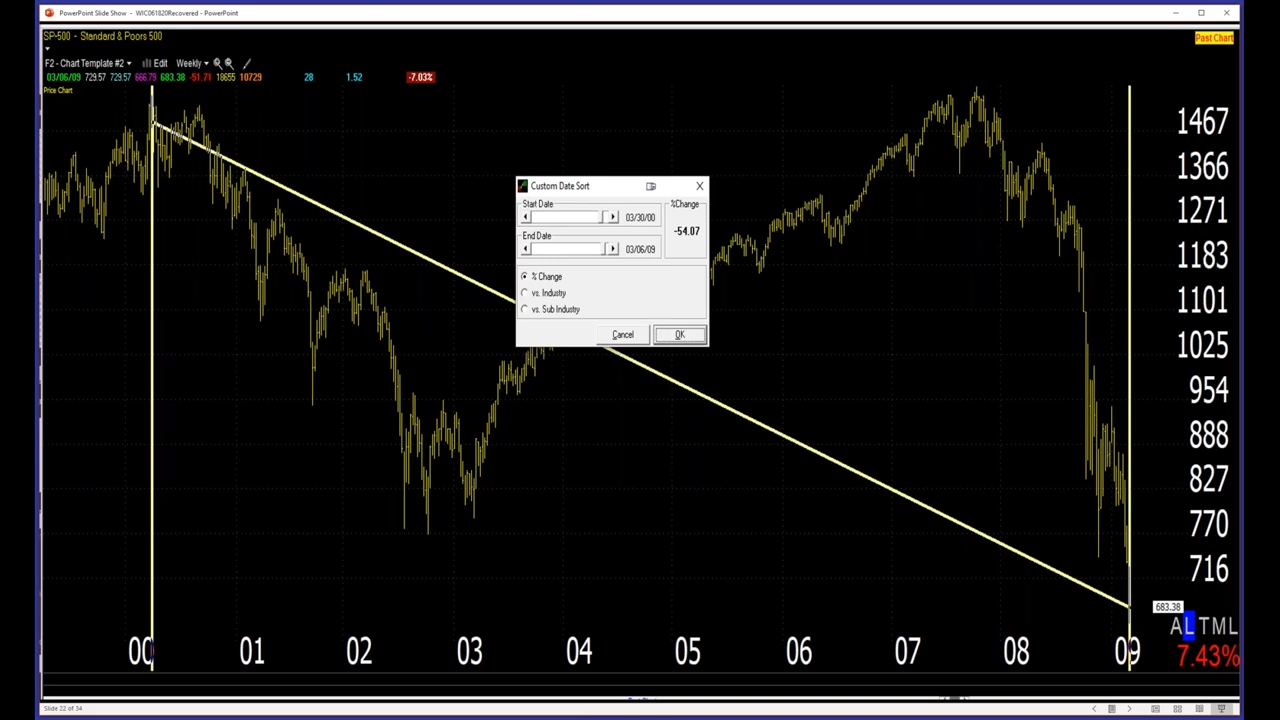 PowerPoint Slide Show - WIC061820Recovered - PowerPoint
SP-500 - Standard & Poors 500
Past Chart
F2 - Chart Template #2 Edit Weekly
03/06/09 729.57 729.57 666.79 683.38 -51.71 18655 10729 28 1.52 -7.03%
Price Chart
1467
1366
1271
1183
1101
1025
954
888
827
770
716
Custom Date Sort
Start Date
%Change
03/30/00
-54.07
End Date
03/06/09
% Change
vs. Industry
vs. Sub Industry
Cancel OK
683.38
ALTML
00 01 02 03 04 05 06 07 08 09
7.43%
Slide 22 of 34